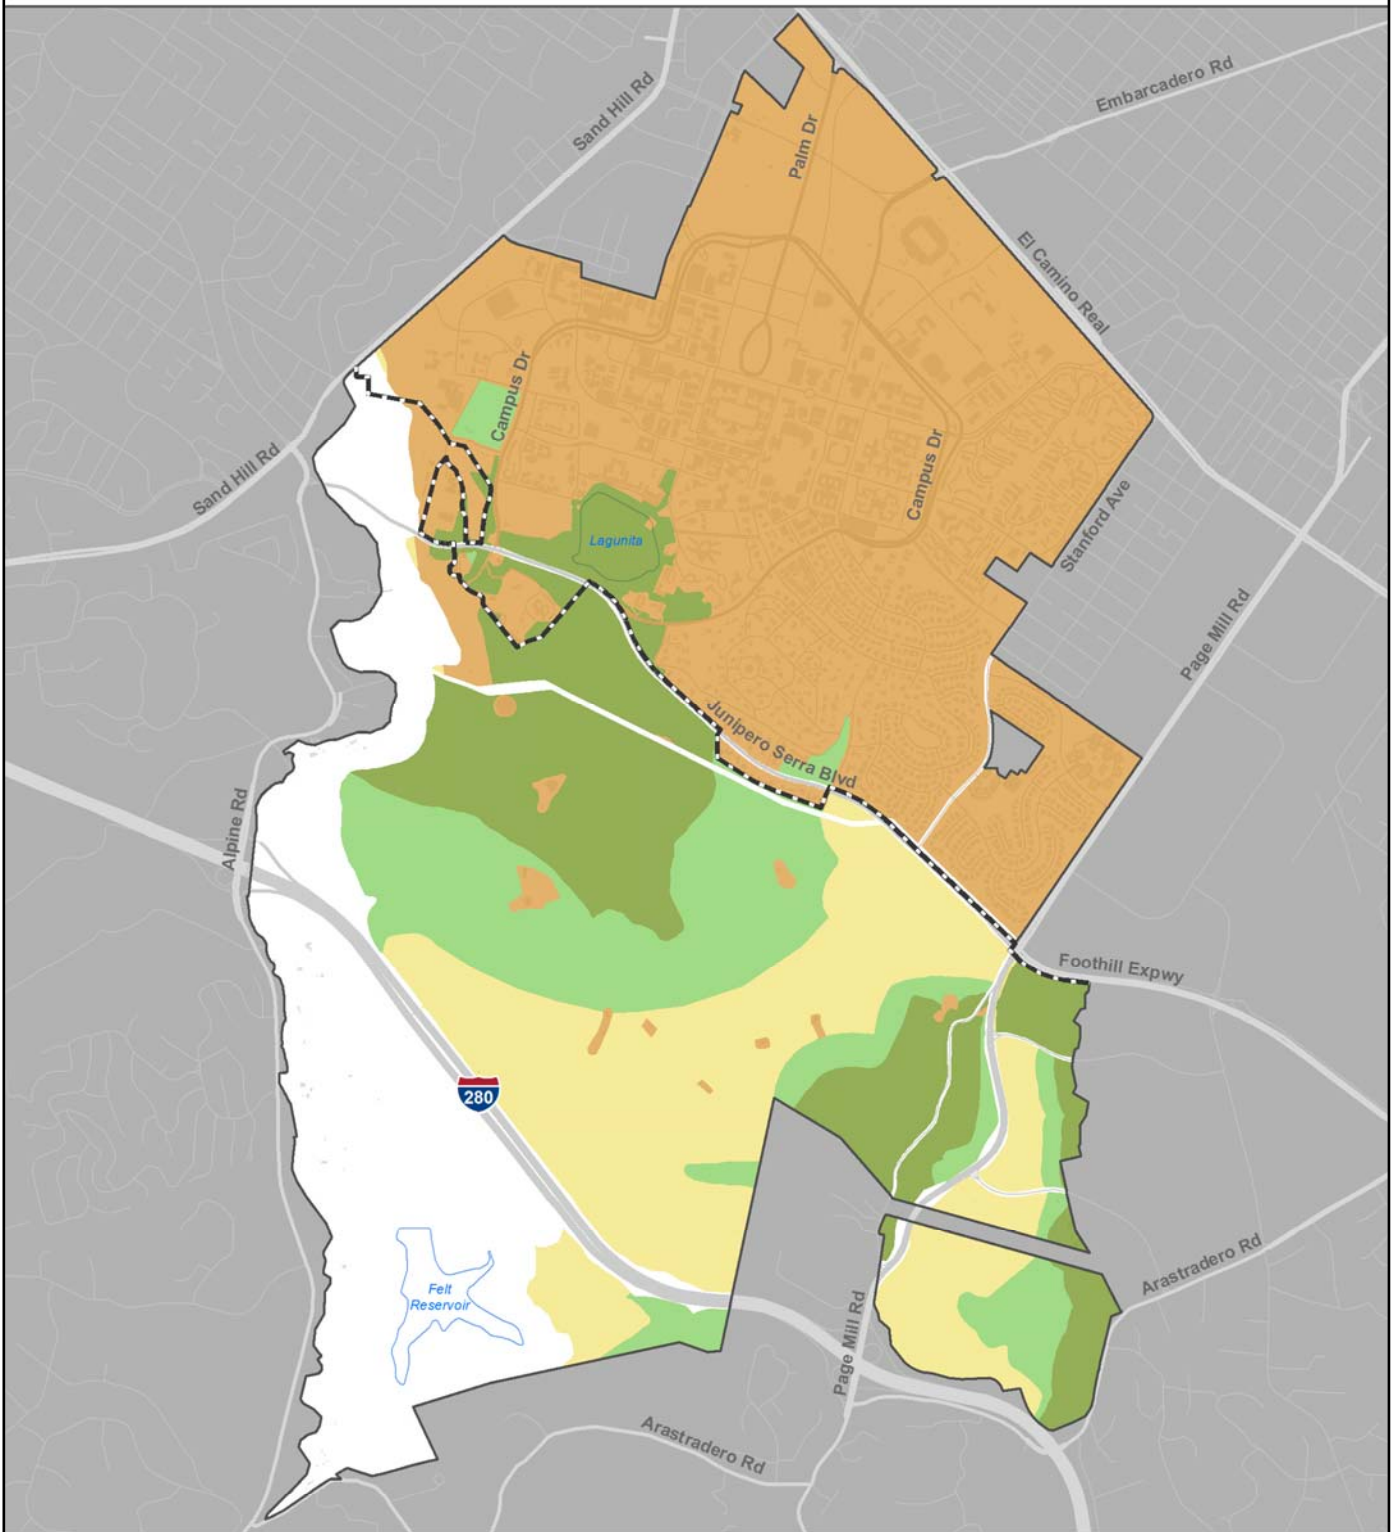 Sand Hill Rd
Embarcadero Rd
Palm Dr
El Camino Real
Campus Dr
Campus Dr
Sand Hill Rd
Stanford Ave
Lagunita
Page Mill Rd
Junipero Serra Blvd
Alpine Rd
Foothill Expwy
280
Arastradero Rd
Felt
Reservoir
Page Mill Rd
Arastradero Rd